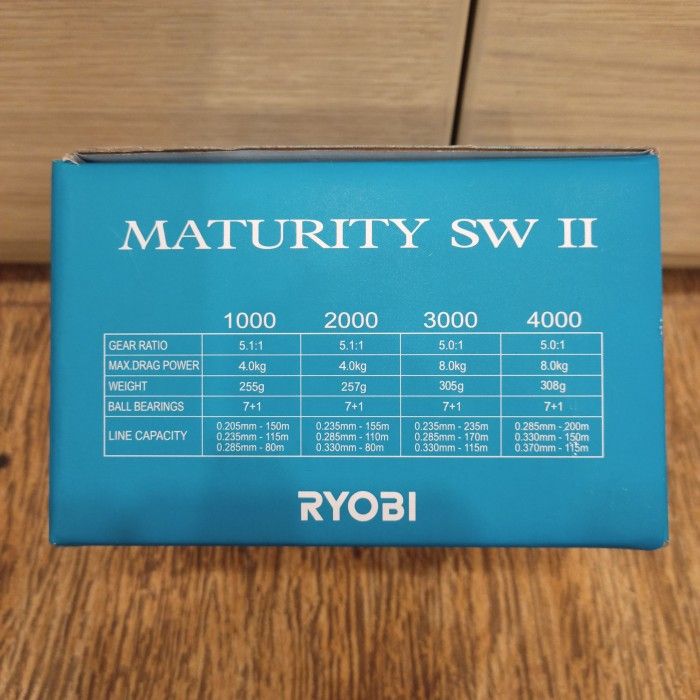 MATURITY SW II
1000 2000 3000 4000
GEAR RATIO 5.1:1 5.1:1 5.0:1 5.0:1
MAX.DRAG POWER 4.0kg 4.0kg 8.0kg 8.0kg
WEIGHT 255g 257g 305g 308g
BALL BEARINGS 7+1 7+1 7+1 7+1
LINE CAPACITY 0.205mm - 150m 0.235mm - 155m 0.235mm - 235m 0.285mm - 200m
0.235mm - 115m 0.285mm - 110m 0.285mm - 170m 0.330mm - 150m
0.285mm - 80m 0.330mm - 80m 0.330mm - 115m 0.370mm - 115m
RYOBI